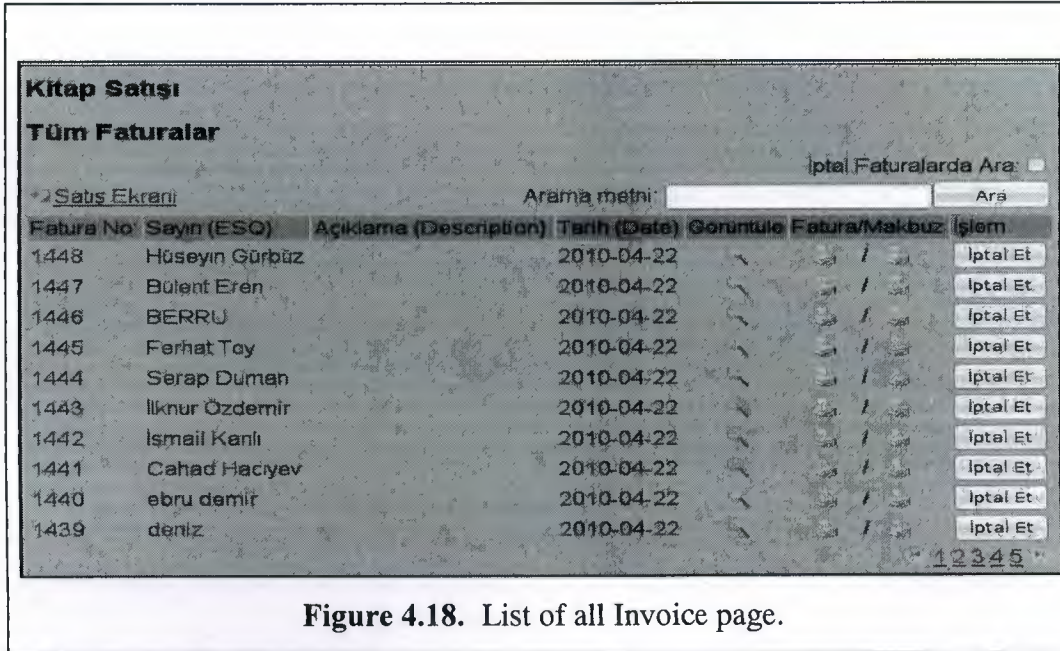 Kitap Satışı
Tüm Faturalar
İptal Faturalarda Ara:
Satış Ekranı Arama metni: Ara
Fatura No Sayın (ESQ) Açıklama (Description) Tarih (Date) Görüntüle Fatura/Makbuz İşlem
1448 Hüseyin Gürbüz 2010-04-22 / İptal Et
1447 Bülent Eren 2010-04-22 / İptal Et
1446 BERRU 2010-04-22 / İptal Et
1445 Ferhat Toy 2010-04-22 / İptal Et
1444 Serap Duman 2010-04-22 / İptal Et
1443 İlknur Özdemir 2010-04-22 / İptal Et
1442 İsmail Kanlı 2010-04-22 / İptal Et
1441 Cahad Hacıyev 2010-04-22 / İptal Et
1440 ebru demir 2010-04-22 / İptal Et
1439 deniz 2010-04-22 / İptal Et
1 2 3 4 5
Figure 4.18. List of all Invoice page.